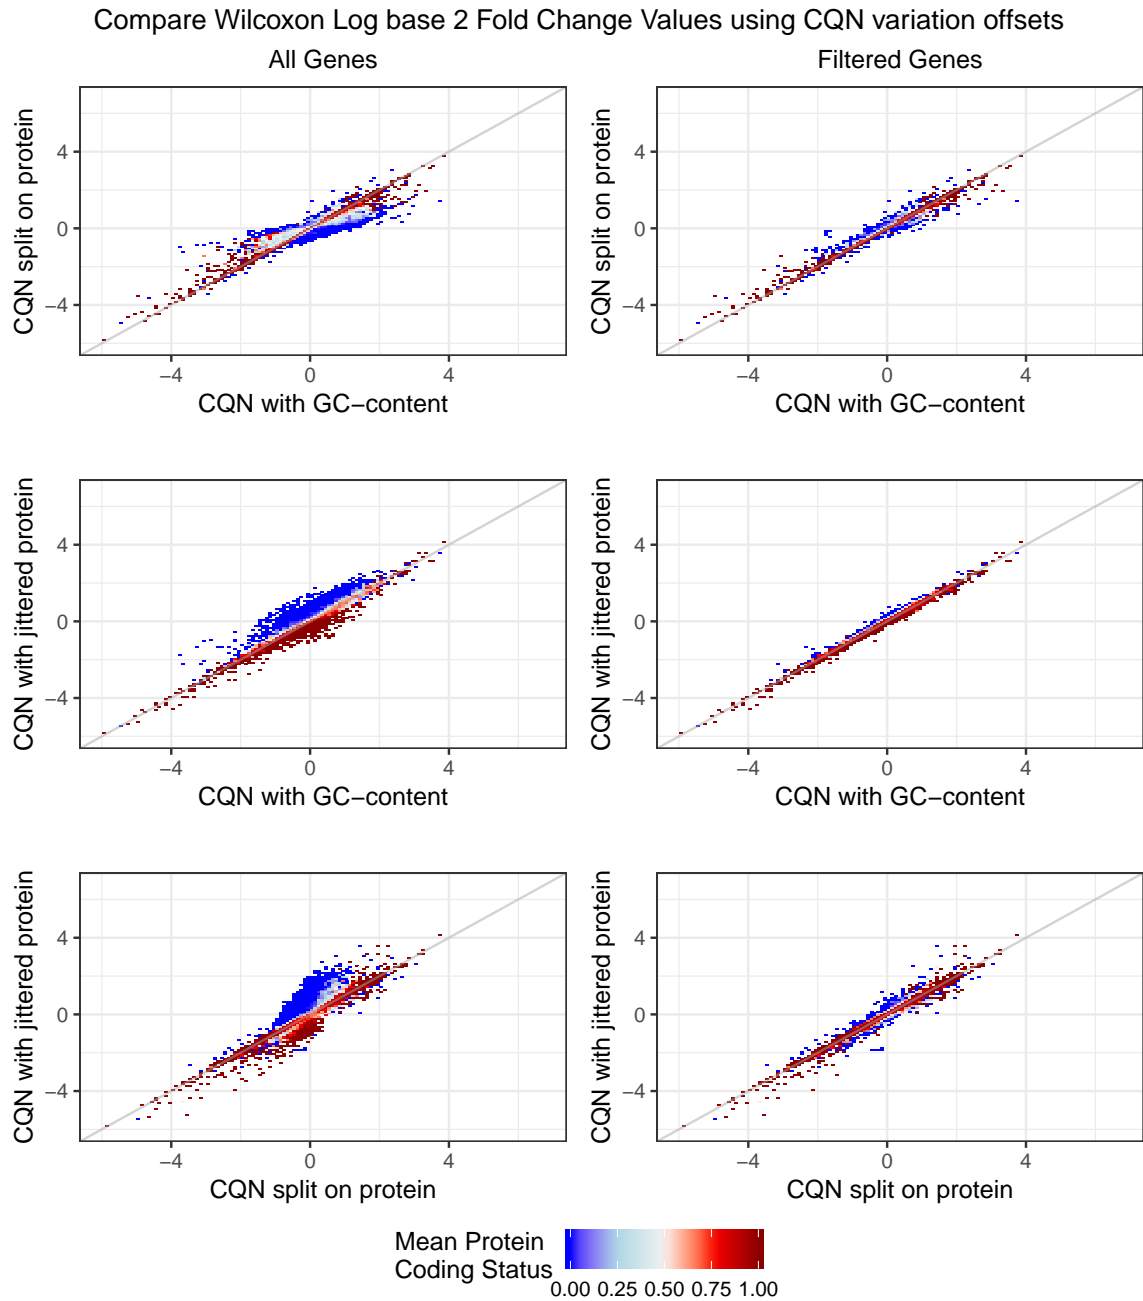 Compare Wilcoxon Log base 2 Fold Change Values using CQN variation offsets
All Genes
Filtered Genes
CQN split on protein
4
0
−4
−4 0 4
CQN with GC−content
CQN split on protein
4
0
−4
−4 0 4
CQN with GC−content
CQN with jittered protein
4
0
−4
−4 0 4
CQN with GC−content
CQN with jittered protein
4
0
−4
−4 0 4
CQN with GC−content
CQN with jittered protein
4
0
−4
−4 0 4
CQN split on protein
CQN with jittered protein
4
0
−4
−4 0 4
CQN split on protein
Mean Protein
Coding Status
0.00 0.25 0.50 0.75 1.00